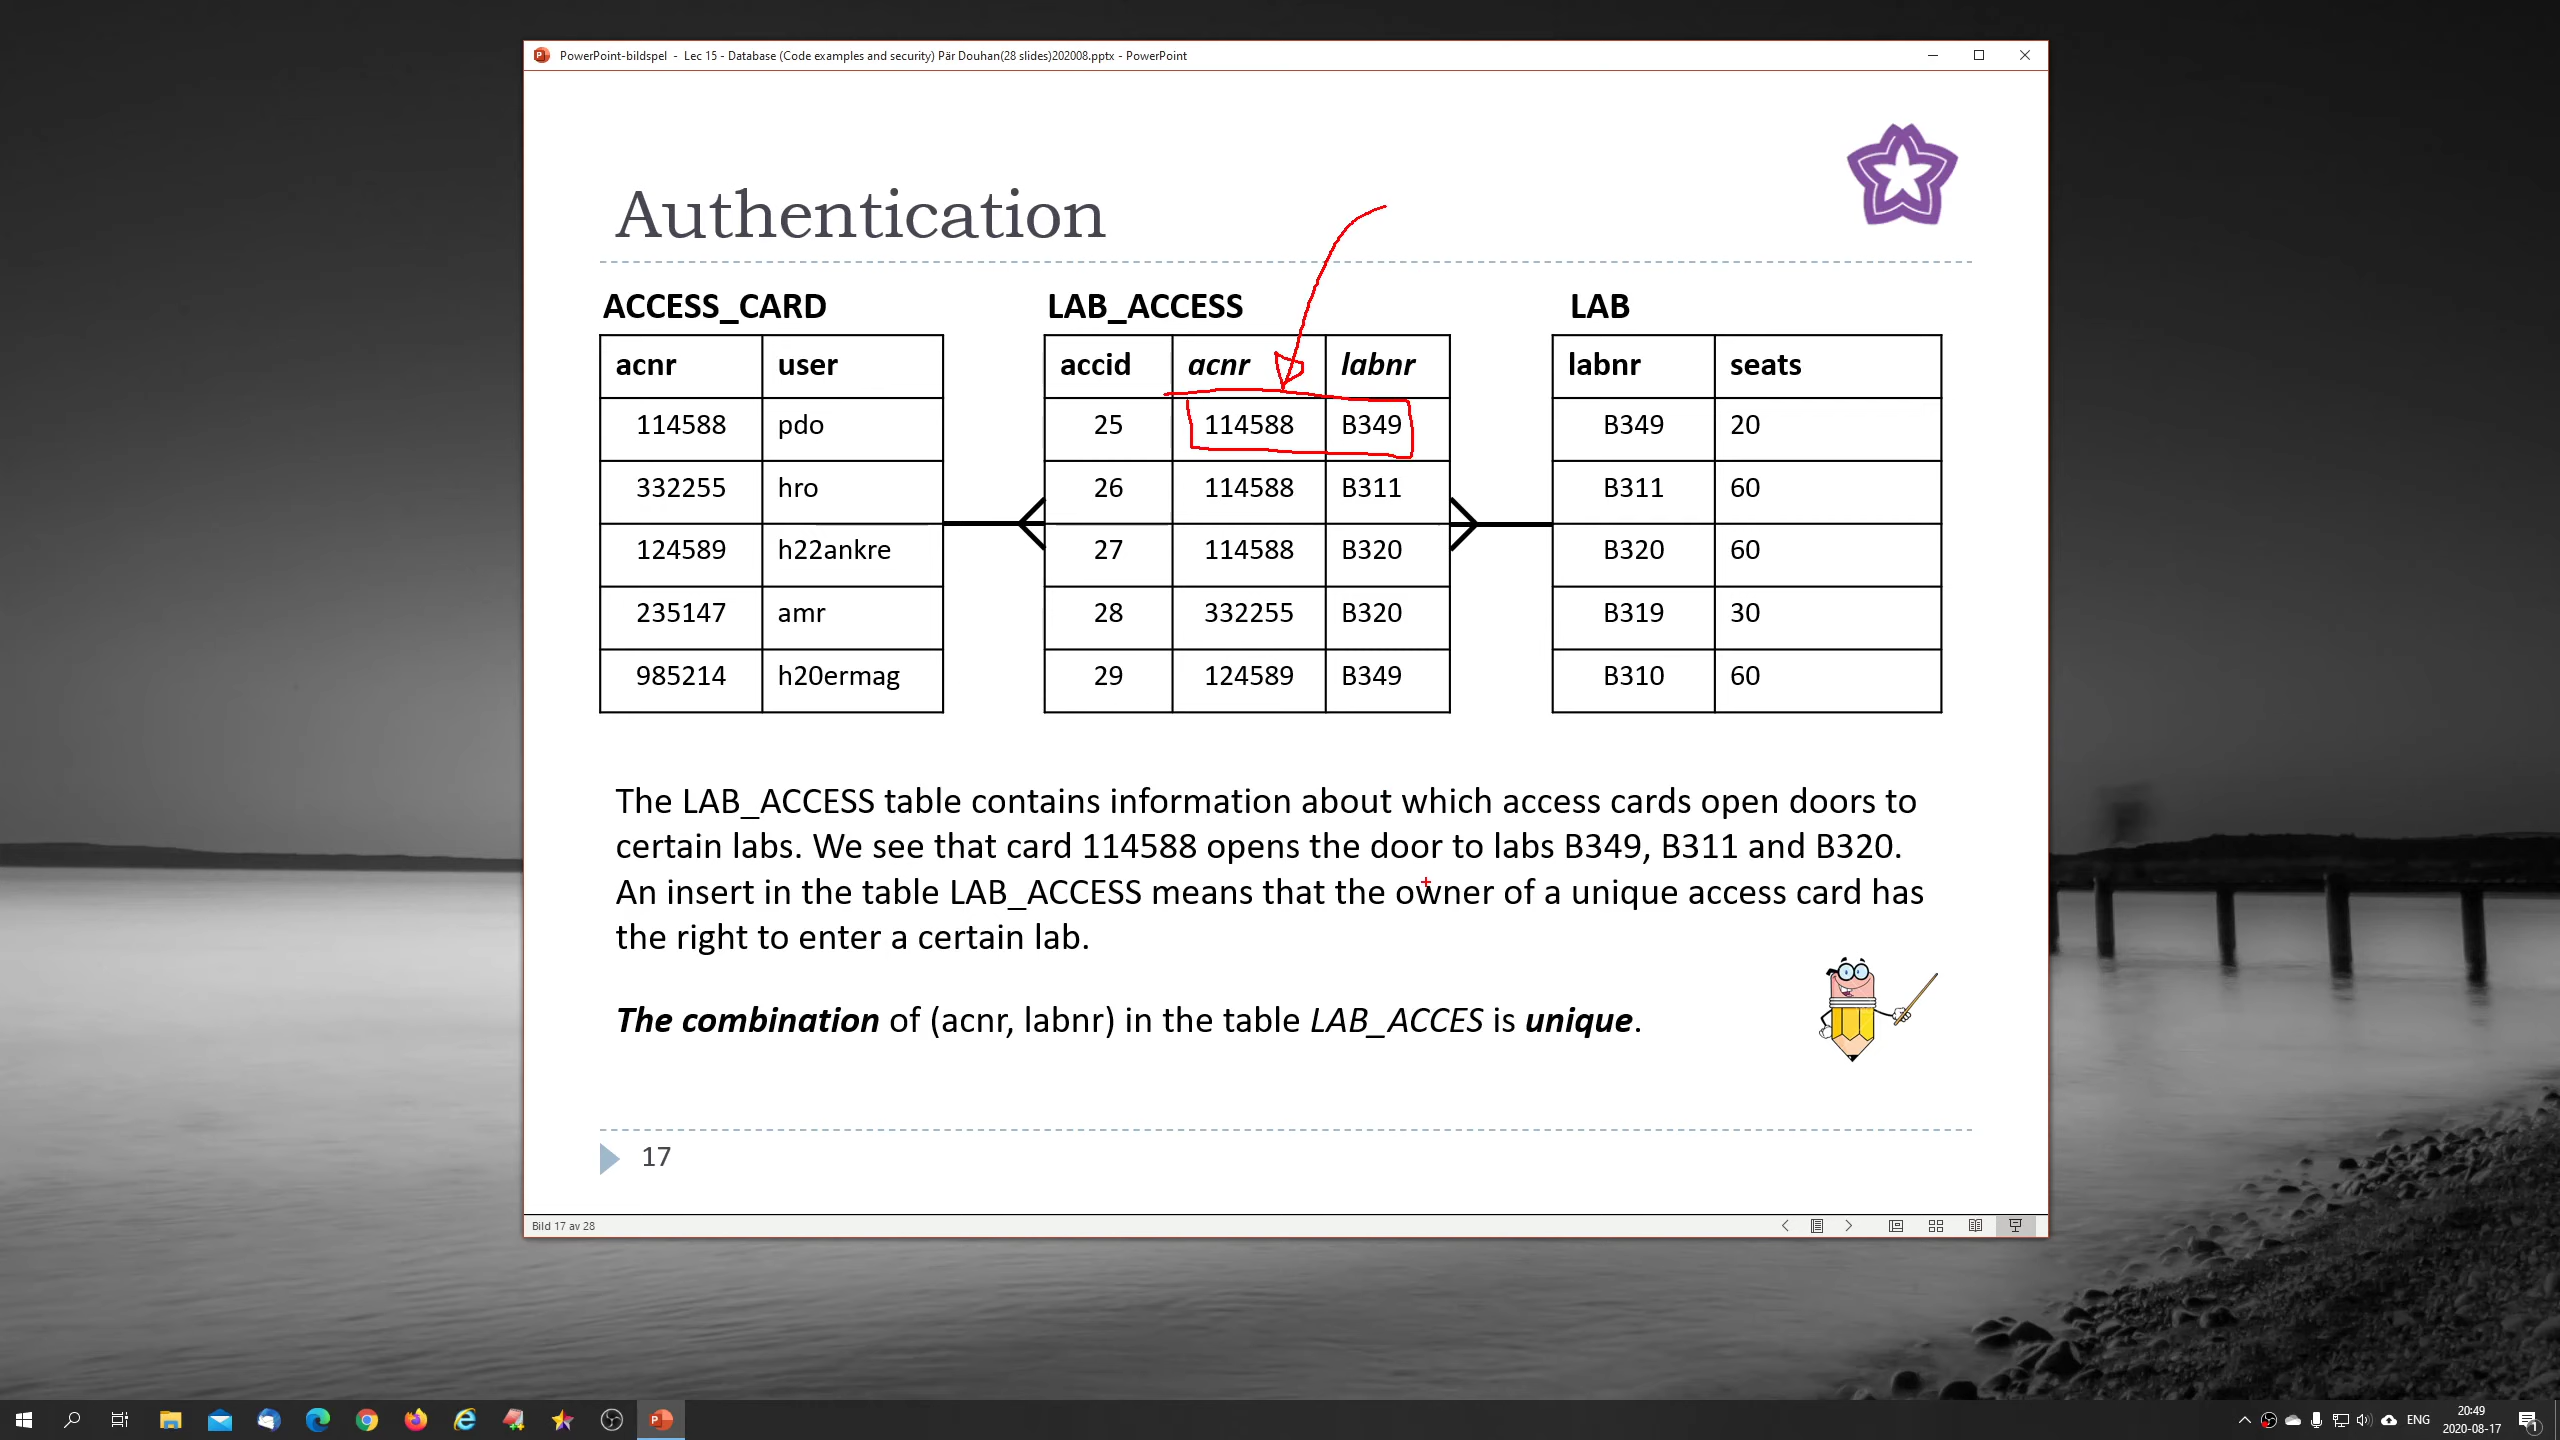 PowerPoint-bildspel - Lec 15 - Database (Code examples and security) Pär Douhan(28 slides)202008.pptx - PowerPoint
Authentication
ACCESS_CARD
acnr user
114588 pdo
332255 hro
124589 h22ankre
235147 amr
985214 h20ermag
LAB_ACCESS
accid acnr labnr
25 114588 B349
26 114588 B311
27 114588 B320
28 332255 B320
29 124589 B349
LAB
labnr seats
B349 20
B311 60
B320 60
B319 30
B310 60
The LAB_ACCESS table contains information about which access cards open doors to
certain labs. We see that card 114588 opens the door to labs B349, B311 and B320.
An insert in the table LAB_ACCESS means that the owner of a unique access card has
the right to enter a certain lab.
The combination of (acnr, labnr) in the table LAB_ACCES is unique.
17
Bild 17 av 28
ENG
20:49
2020-08-17
1